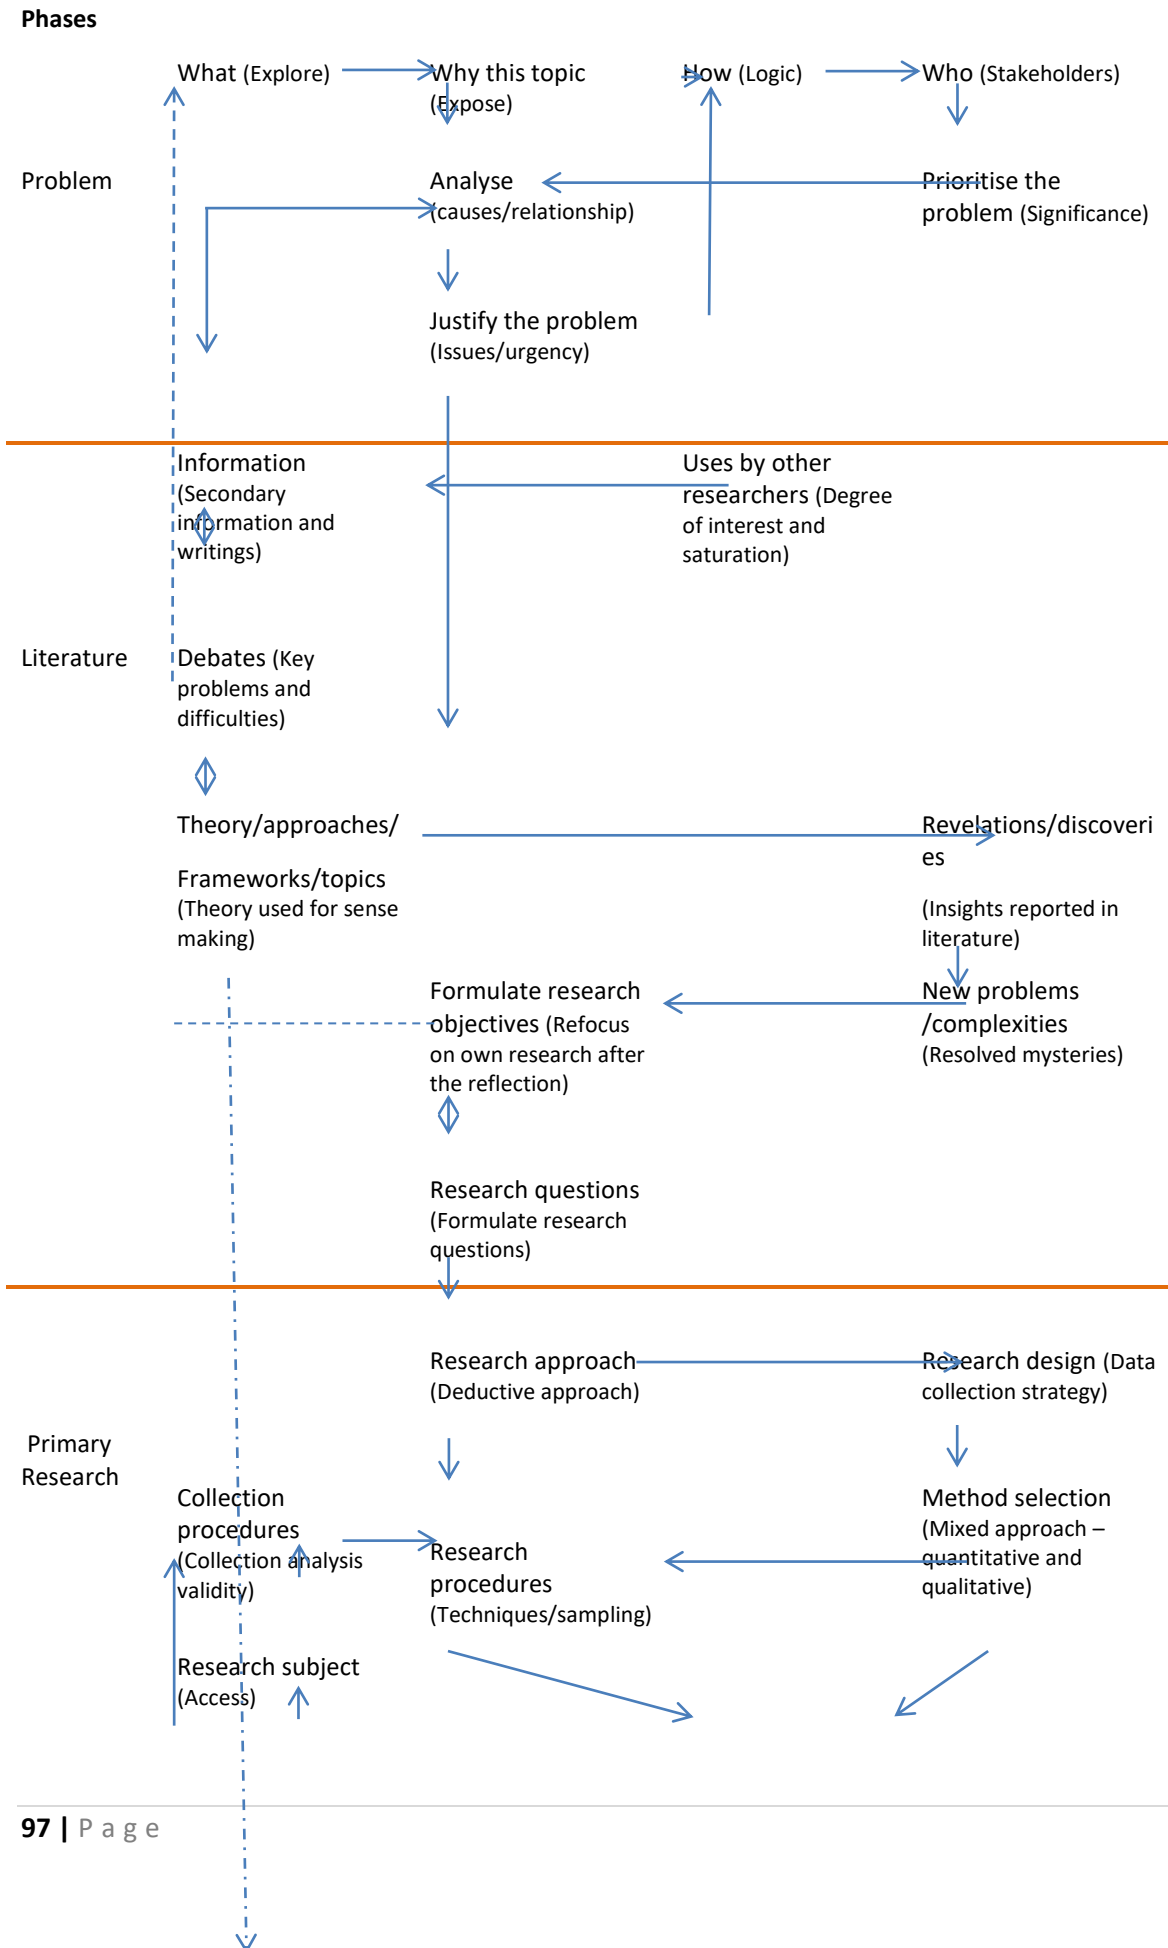 Phases
What (Explore)
Why this topic
(Expose)
How (Logic)
Who (Stakeholders)
Problem
Analyse
(causes/relationship)
Prioritise the
problem (Significance)
Justify the problem
(Issues/urgency)
Information
(Secondary
information and
writings)
Uses by other
researchers (Degree
of interest and
saturation)
Literature
Debates (Key
problems and
difficulties)
Theory/approaches/
Frameworks/topics
(Theory used for sense
making)
Revelations/discoveri
es
(Insights reported in
literature)
Formulate research
objectives (Refocus
on own research after
the reflection)
New problems
/complexities
(Resolved mysteries)
Research questions
(Formulate research
questions)
Research approach
(Deductive approach)
Research design (Data
collection strategy)
Primary
Research
Collection
procedures
(Collection analysis
validity)
Research
procedures
(Techniques/sampling)
Method selection
(Mixed approach –
quantitative and
qualitative)
Research subject
(Access)
97 | Page